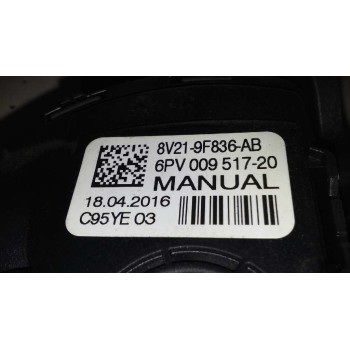 8V21-9F836-AB
6PV 009 517-20
MANUAL
18.04.2016
C95YE 03